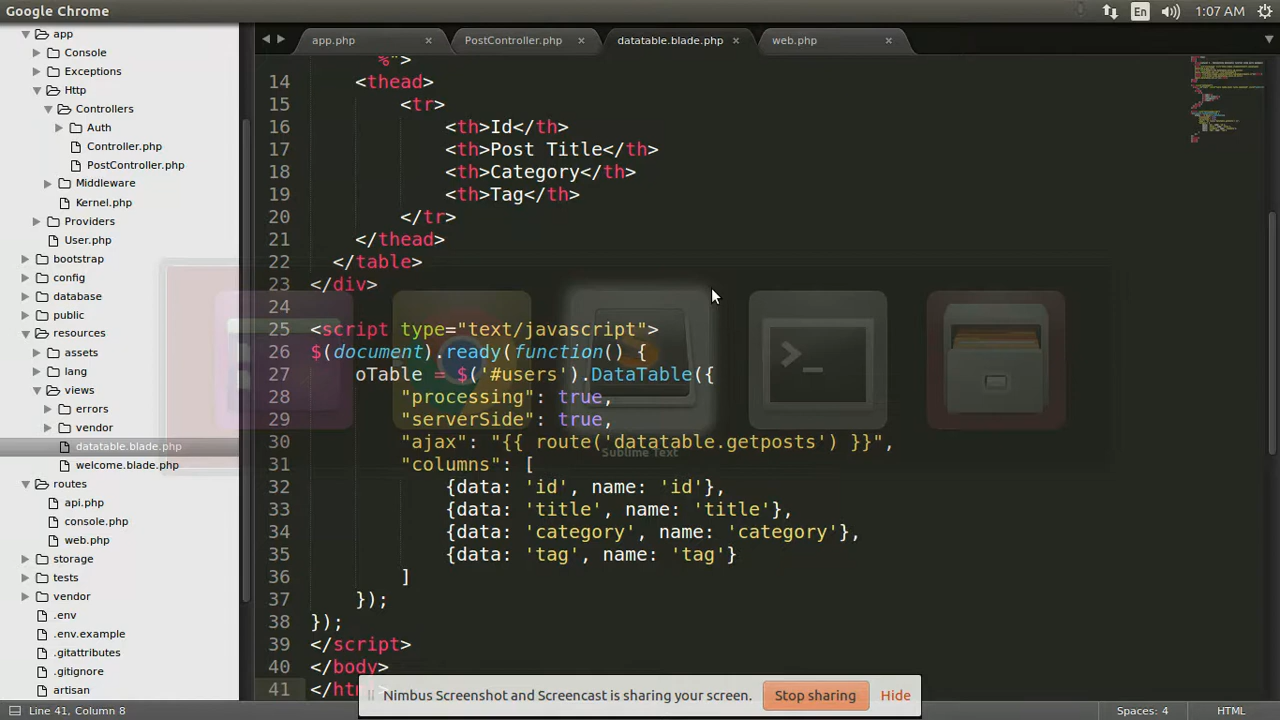 Google Chrome
En
1:07 AM
app
Console
Exceptions
Http
Controllers
Auth
Controller.php
PostController.php
Middleware
Kernel.php
Providers
User.php
bootstrap
config
database
public
resources
assets
lang
views
errors
vendor
datatable.blade.php
welcome.blade.php
routes
api.php
console.php
web.php
storage
tests
vendor
.env
.env.example
.gitattributes
.gitignore
artisan
app.php
PostController.php
datatable.blade.php
web.php
%">
14 <thead>
15 <tr>
16 <th>Id</th>
17 <th>Post Title</th>
18 <th>Category</th>
19 <th>Tag</th>
20 </tr>
21 </thead>
22 </table>
23 </div>
24
25 <script type="text/javascript">
26 $(document).ready(function() {
27 oTable = $('#users').DataTable({
28 "processing": true,
29 "serverSide": true,
30 "ajax": "{{ route('datatable.getposts') }}",
Sublime Text
31 "columns": [
32 {data: 'id', name: 'id'},
33 {data: 'title', name: 'title'},
34 {data: 'category', name: 'category'},
35 {data: 'tag', name: 'tag'}
36 ]
37 });
38 });
39 </script>
40 </body>
41 </ht
Nimbus Screenshot and Screencast is sharing your screen.
Stop sharing
Hide
Line 41, Column 8
Spaces: 4
HTML